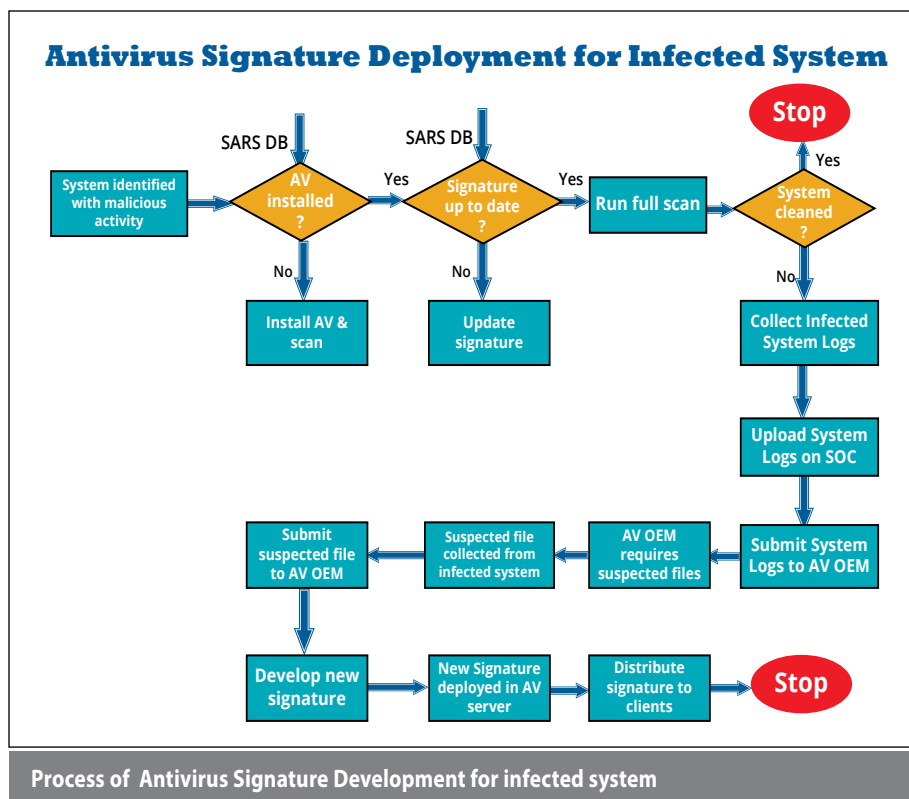 Antivirus Signature Deployment for Infected System
Stop
SARS DB
SARS DB
Yes
System identified
with malicious
activity
AV
installed
?
Yes
Signature
up to date
?
Yes
Run full scan
System
cleaned
?
No
No
No
Install AV &
scan
Update
signature
Collect Infected
System Logs
Upload System
Logs on SOC
Submit
suspected file
to AV OEM
Suspected file
collected from
infected system
AV OEM
requires
suspected files
Submit System
Logs to AV OEM
Develop new
signature
New Signature
deployed in AV
server
Distribute
signature to
clients
Stop
Process of Antivirus Signature Development for infected system